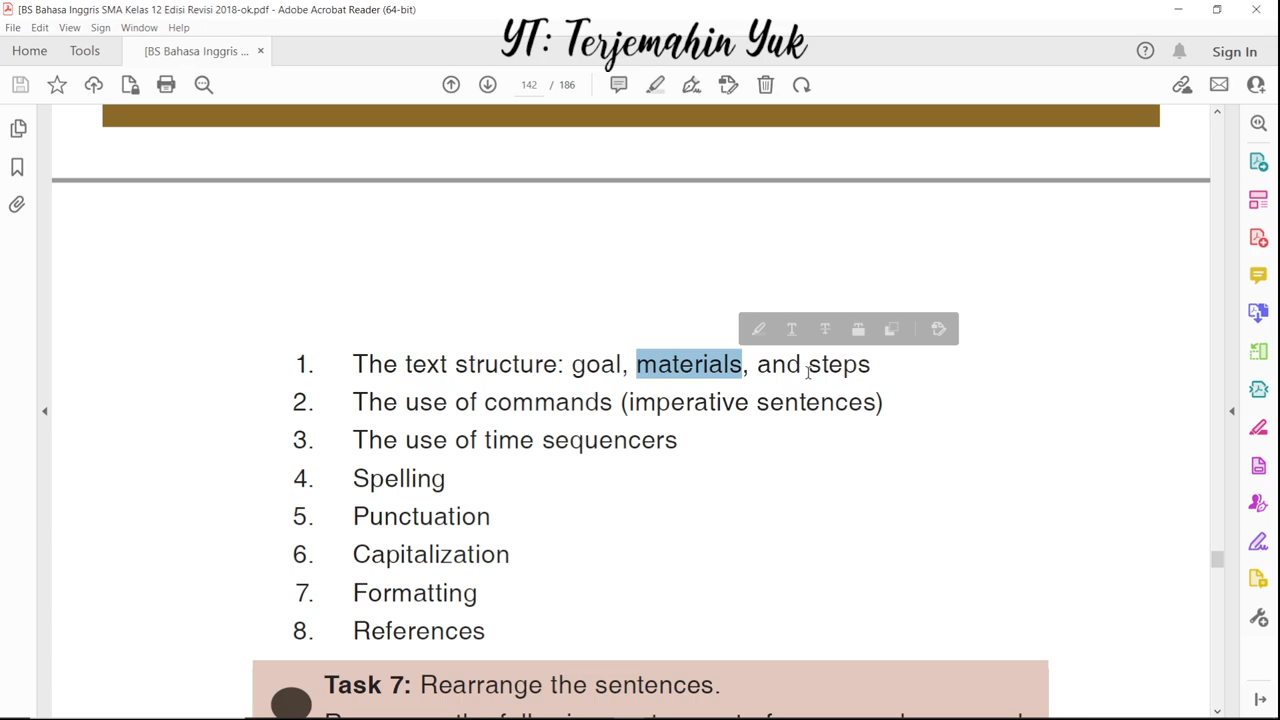 [BS Bahasa Inggris SMA Kelas 12 Edisi Revisi 2018-ok.pdf - Adobe Acrobat Reader (64-bit)
File Edit View Sign Window Help
YT: Terjemahin Yuk
Home Tools [BS Bahasa Inggris ... × Sign In
142 / 186
1. The text structure: goal, materials, and steps
2. The use of commands (imperative sentences)
3. The use of time sequencers
4. Spelling
5. Punctuation
6. Capitalization
7. Formatting
8. References
Task 7: Rearrange the sentences.